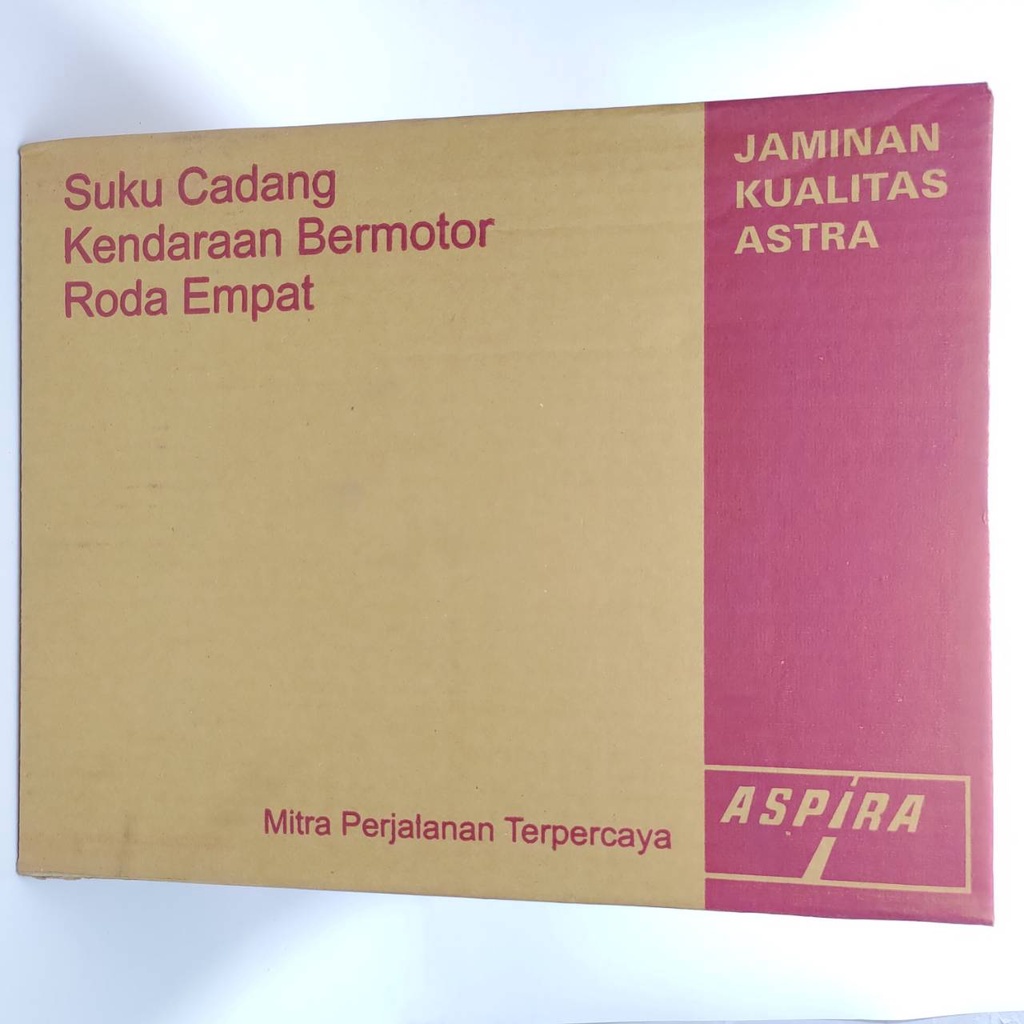 Suku Cadang
Kendaraan Bermotor
Roda Empat
JAMINAN
KUALITAS
ASTRA
Mitra Perjalanan Terpercaya
ASPIRA